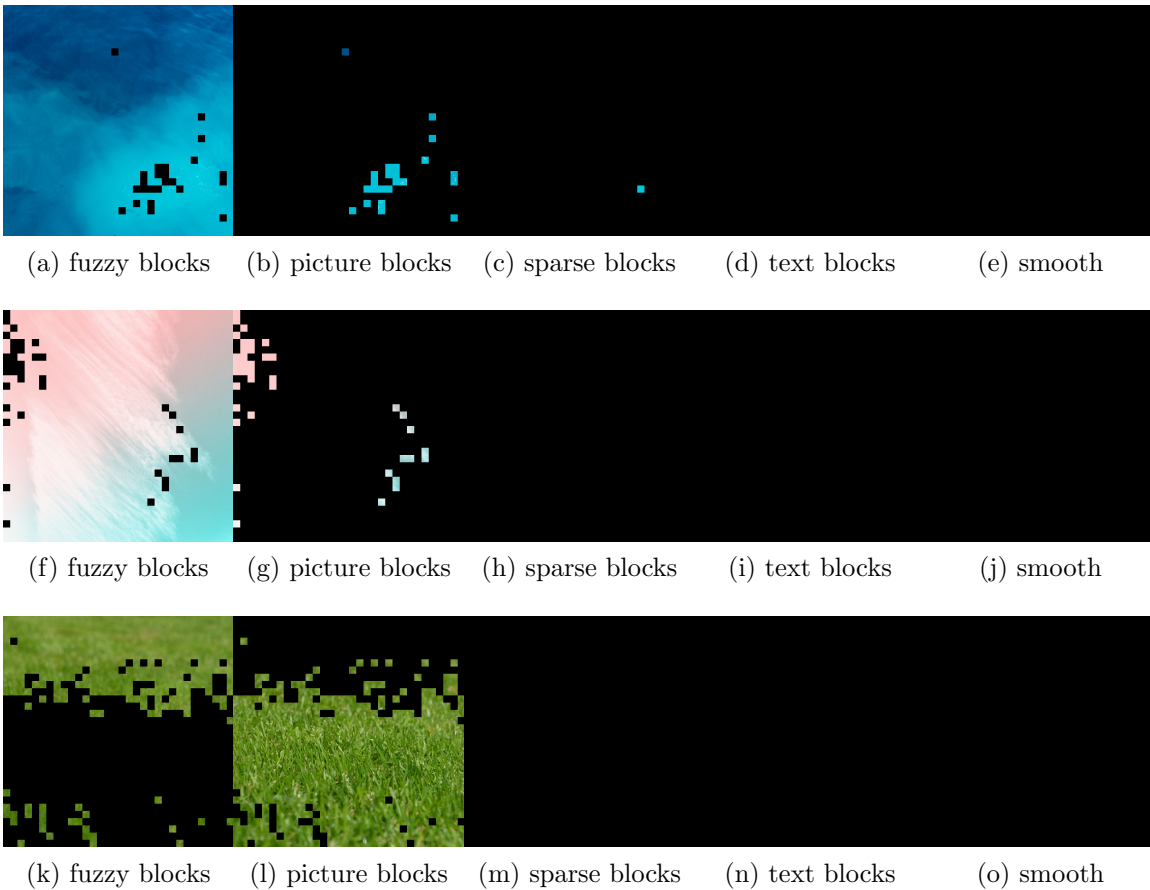 (a) fuzzy blocks (b) picture blocks (c) sparse blocks (d) text blocks (e) smooth
(f) fuzzy blocks (g) picture blocks (h) sparse blocks (i) text blocks (j) smooth
(k) fuzzy blocks (l) picture blocks (m) sparse blocks (n) text blocks (o) smooth